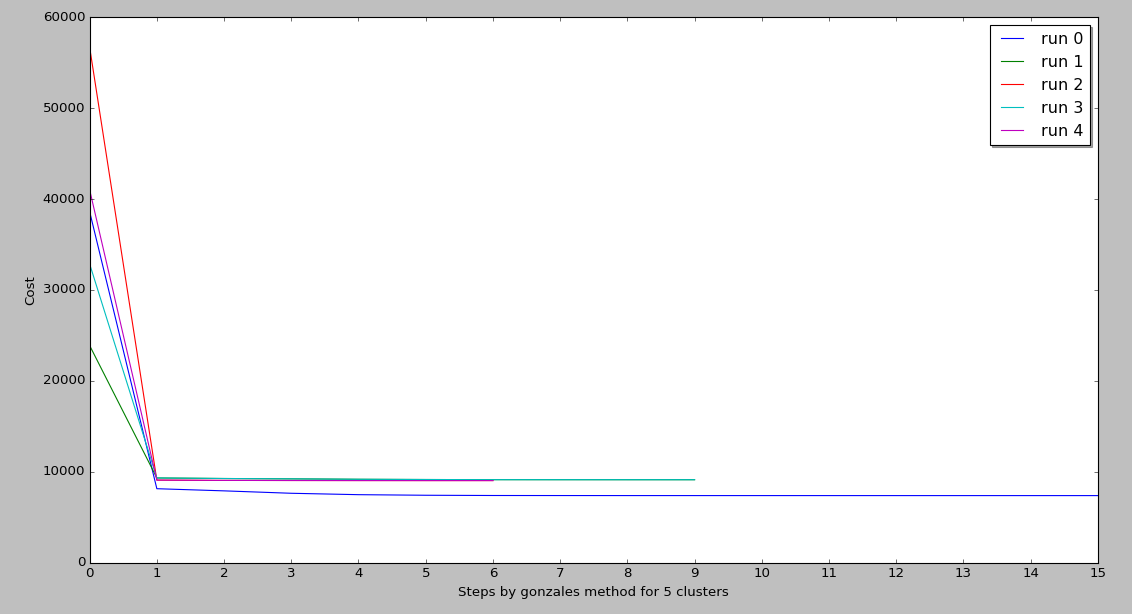 60000
50000
40000
30000
20000
10000
0
Cost
0 1 2 3 4 5 6 7 8 9 10 11 12 13 14 15
Steps by gonzales method for 5 clusters
run 0
run 1
run 2
run 3
run 4